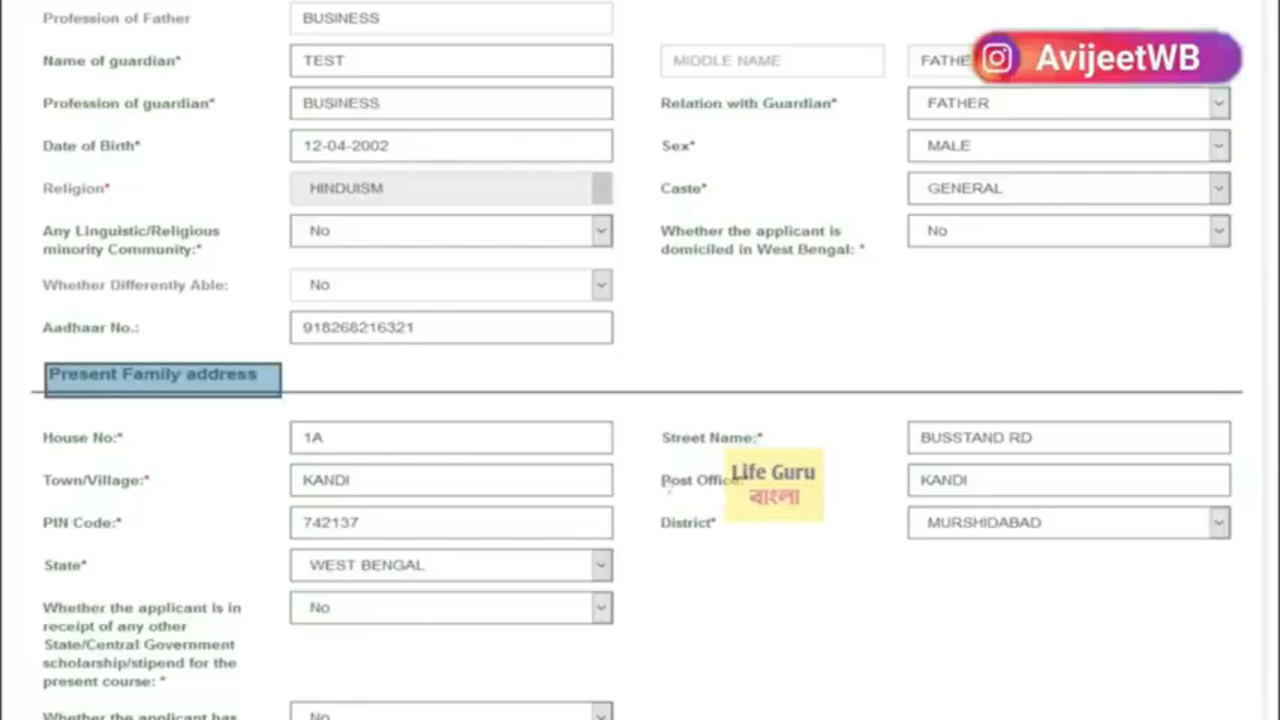 Profession of Father BUSINESS
AvijeetWB
Name of guardian* TEST MIDDLE NAME FATHE
Profession of guardian* BUSINESS Relation with Guardian* FATHER
Date of Birth* 12-04-2002 Sex* MALE
Religion* HINDUISM Caste* GENERAL
Any Linguistic/Religious No Whether the applicant is No
minority Community:* domiciled in West Bengal: *
Whether Differently Able: No
Aadhaar No.: 918268216321
Present Family address
House No:* 1A Street Name:* BUSSTAND RD
Town/Village:* KANDI Post Office:* KANDI
Life Guru
বাংলা
PIN Code:* 742137 District* MURSHIDABAD
State* WEST BENGAL
Whether the applicant is in No
receipt of any other
State/Central Government
scholarship/stipend for the
present course: *
Whether the applicant has No